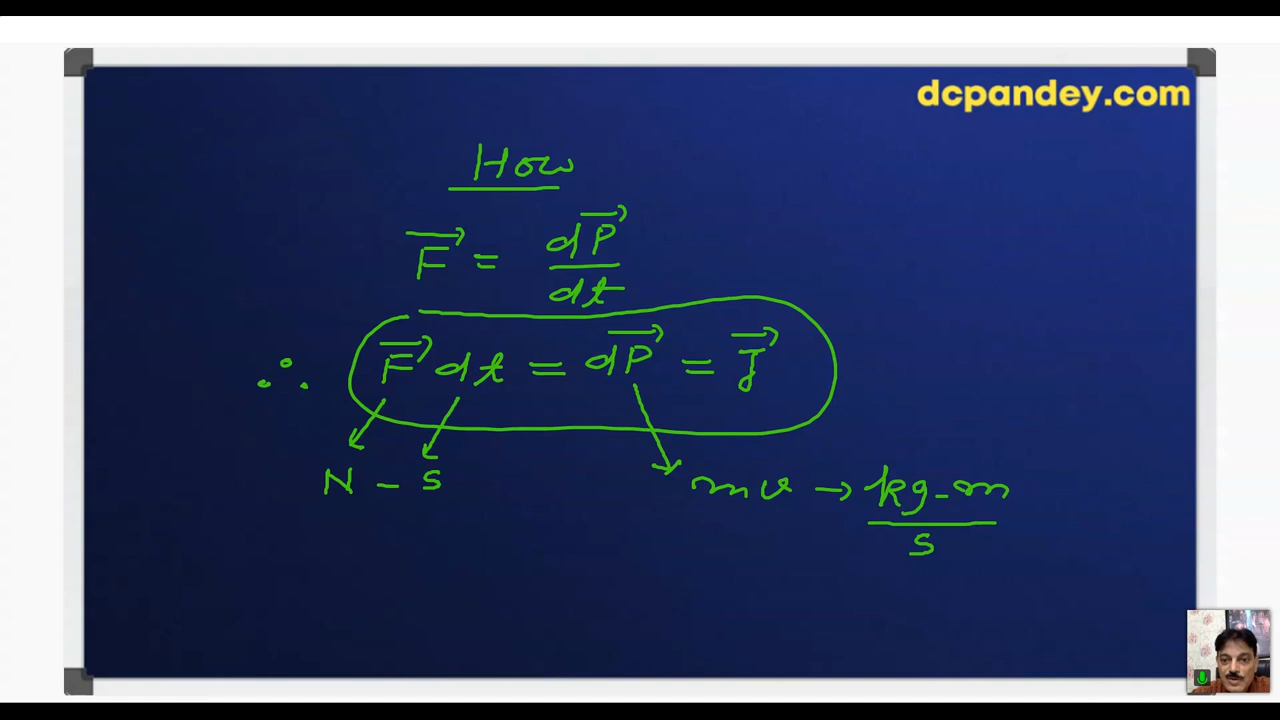 dcpandey.com
How
F⃗ = dP⃗/dt
∴ F⃗ dt = dP⃗ = J⃗
N - s
mv → kg-m/s